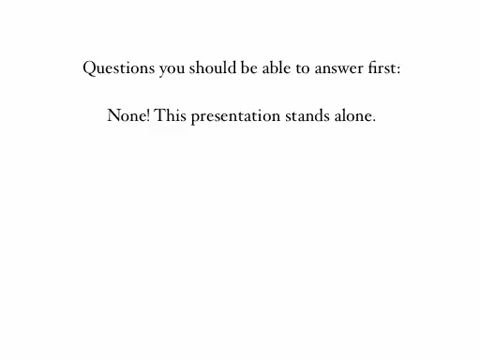 Questions you should be able to answer first:
None! This presentation stands alone.